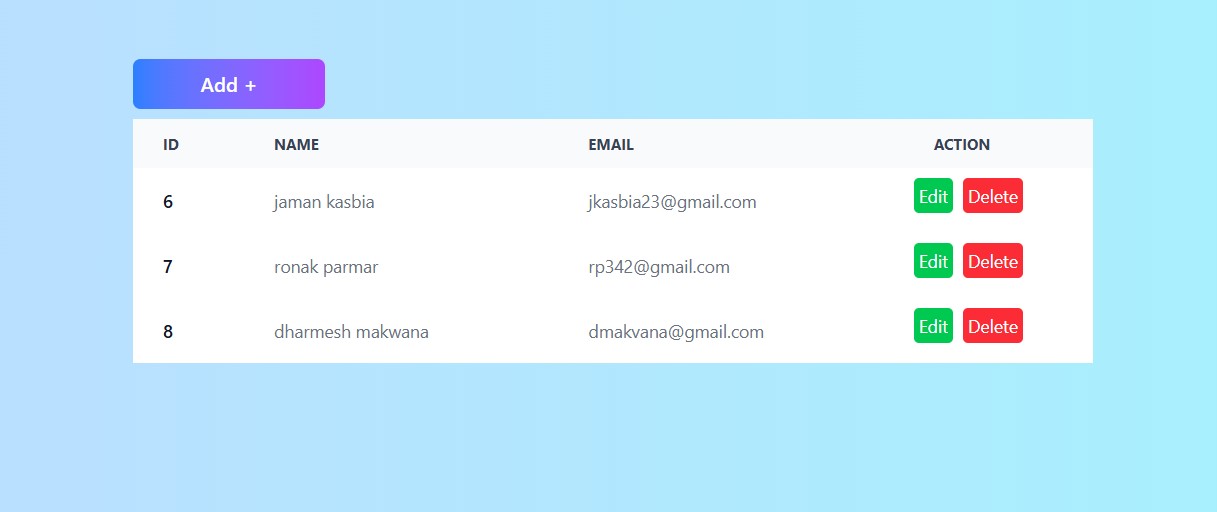 Add +
ID NAME EMAIL ACTION
6 jaman kasbia jkasbia23@gmail.com Edit Delete
7 ronak parmar rp342@gmail.com Edit Delete
8 dharmesh makwana dmakvana@gmail.com Edit Delete